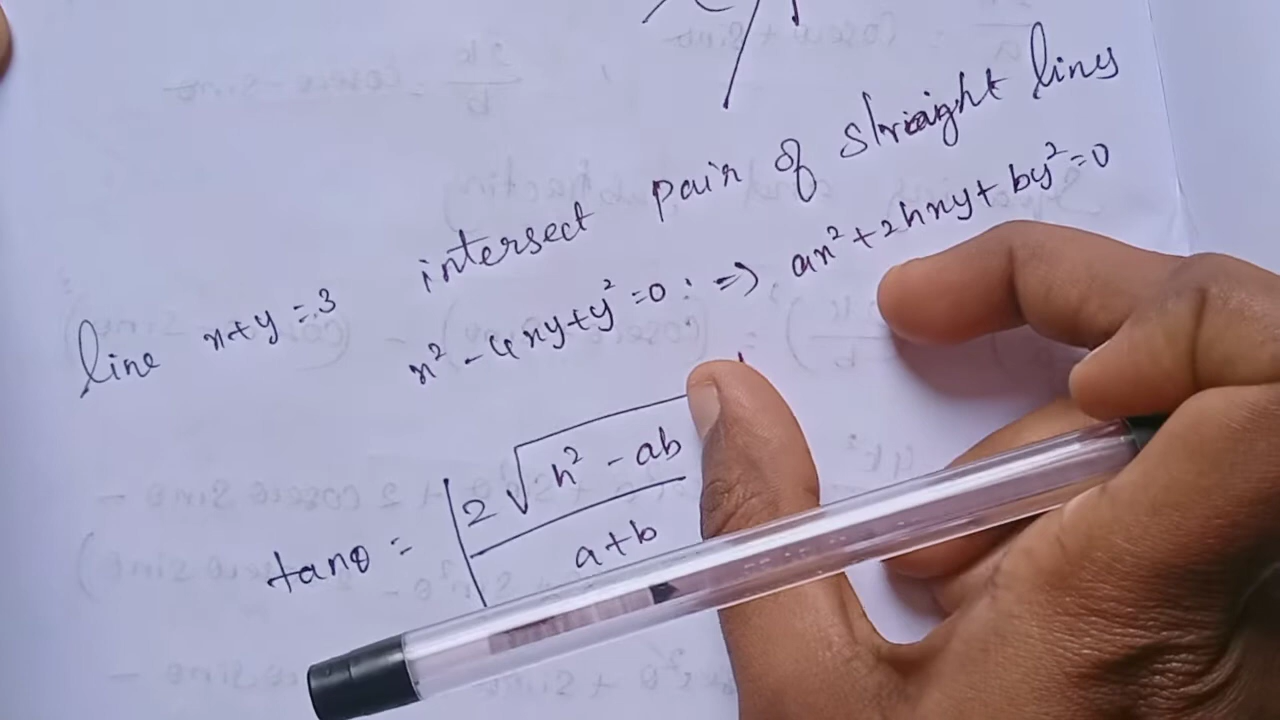 line x+y=3 intersect pair of straight lines
x² - 4xy + y² = 0 : => ax² + 2hxy + by² = 0
tanθ = | 2√(h² - ab) / a+b